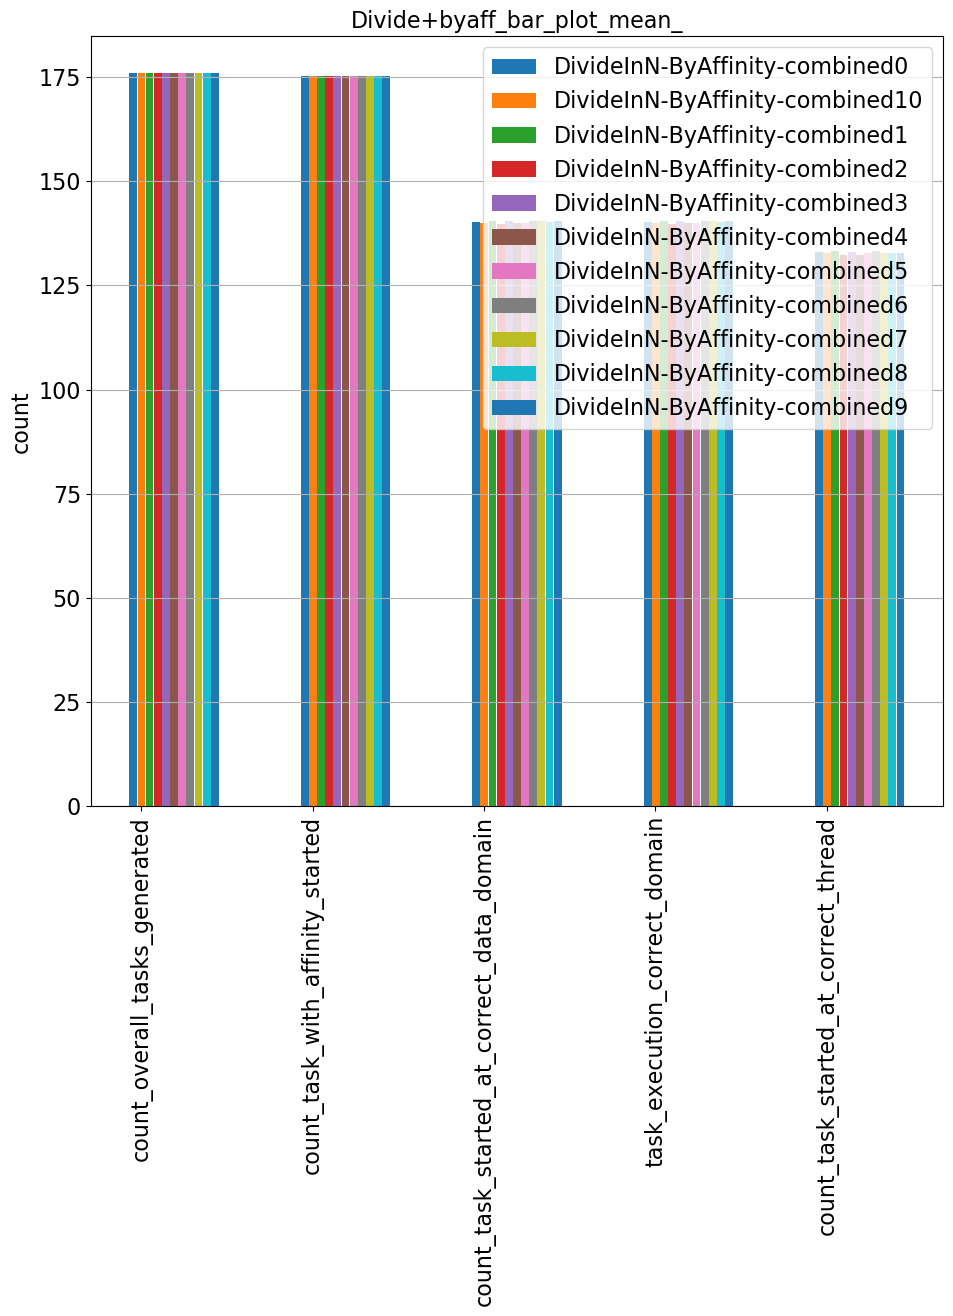 Divide+byaff_bar_plot_mean_
DivideInN-ByAffinity-combined0
DivideInN-ByAffinity-combined10
DivideInN-ByAffinity-combined1
DivideInN-ByAffinity-combined2
DivideInN-ByAffinity-combined3
DivideInN-ByAffinity-combined4
DivideInN-ByAffinity-combined5
DivideInN-ByAffinity-combined6
DivideInN-ByAffinity-combined7
DivideInN-ByAffinity-combined8
DivideInN-ByAffinity-combined9
175
150
125
100
75
50
25
0
count
count_overall_tasks_generated
count_task_with_affinity_started
count_task_started_at_correct_data_domain
task_execution_correct_domain
count_task_started_at_correct_thread